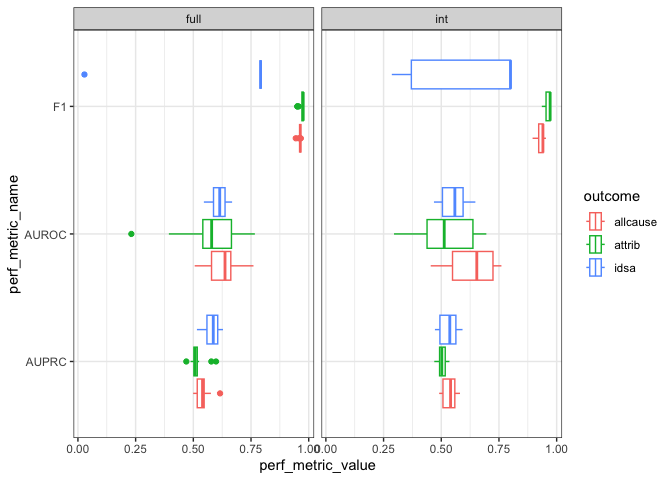 full
int
F1
AUROC
AUPRC
perf_metric_name
0.00
0.25
0.50
0.75
1.00
0.00
0.25
0.50
0.75
1.00
perf_metric_value
outcome
allcause
attrib
idsa